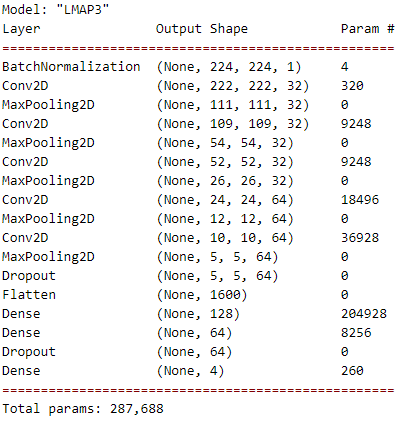 Model: "LMAP3"
Layer Output Shape Param #
=================================================
BatchNormalization (None, 224, 224, 1) 4
Conv2D (None, 222, 222, 32) 320
MaxPooling2D (None, 111, 111, 32) 0
Conv2D (None, 109, 109, 32) 9248
MaxPooling2D (None, 54, 54, 32) 0
Conv2D (None, 52, 52, 32) 9248
MaxPooling2D (None, 26, 26, 32) 0
Conv2D (None, 24, 24, 64) 18496
MaxPooling2D (None, 12, 12, 64) 0
Conv2D (None, 10, 10, 64) 36928
MaxPooling2D (None, 5, 5, 64) 0
Dropout (None, 5, 5, 64) 0
Flatten (None, 1600) 0
Dense (None, 128) 204928
Dense (None, 64) 8256
Dropout (None, 64) 0
Dense (None, 4) 260
=================================================
Total params: 287,688